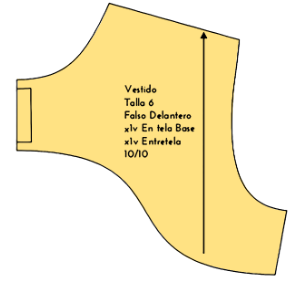 Vestido
Talla 6
Falso Delantero
x1v En tela Base
x1v Entretela
10/10